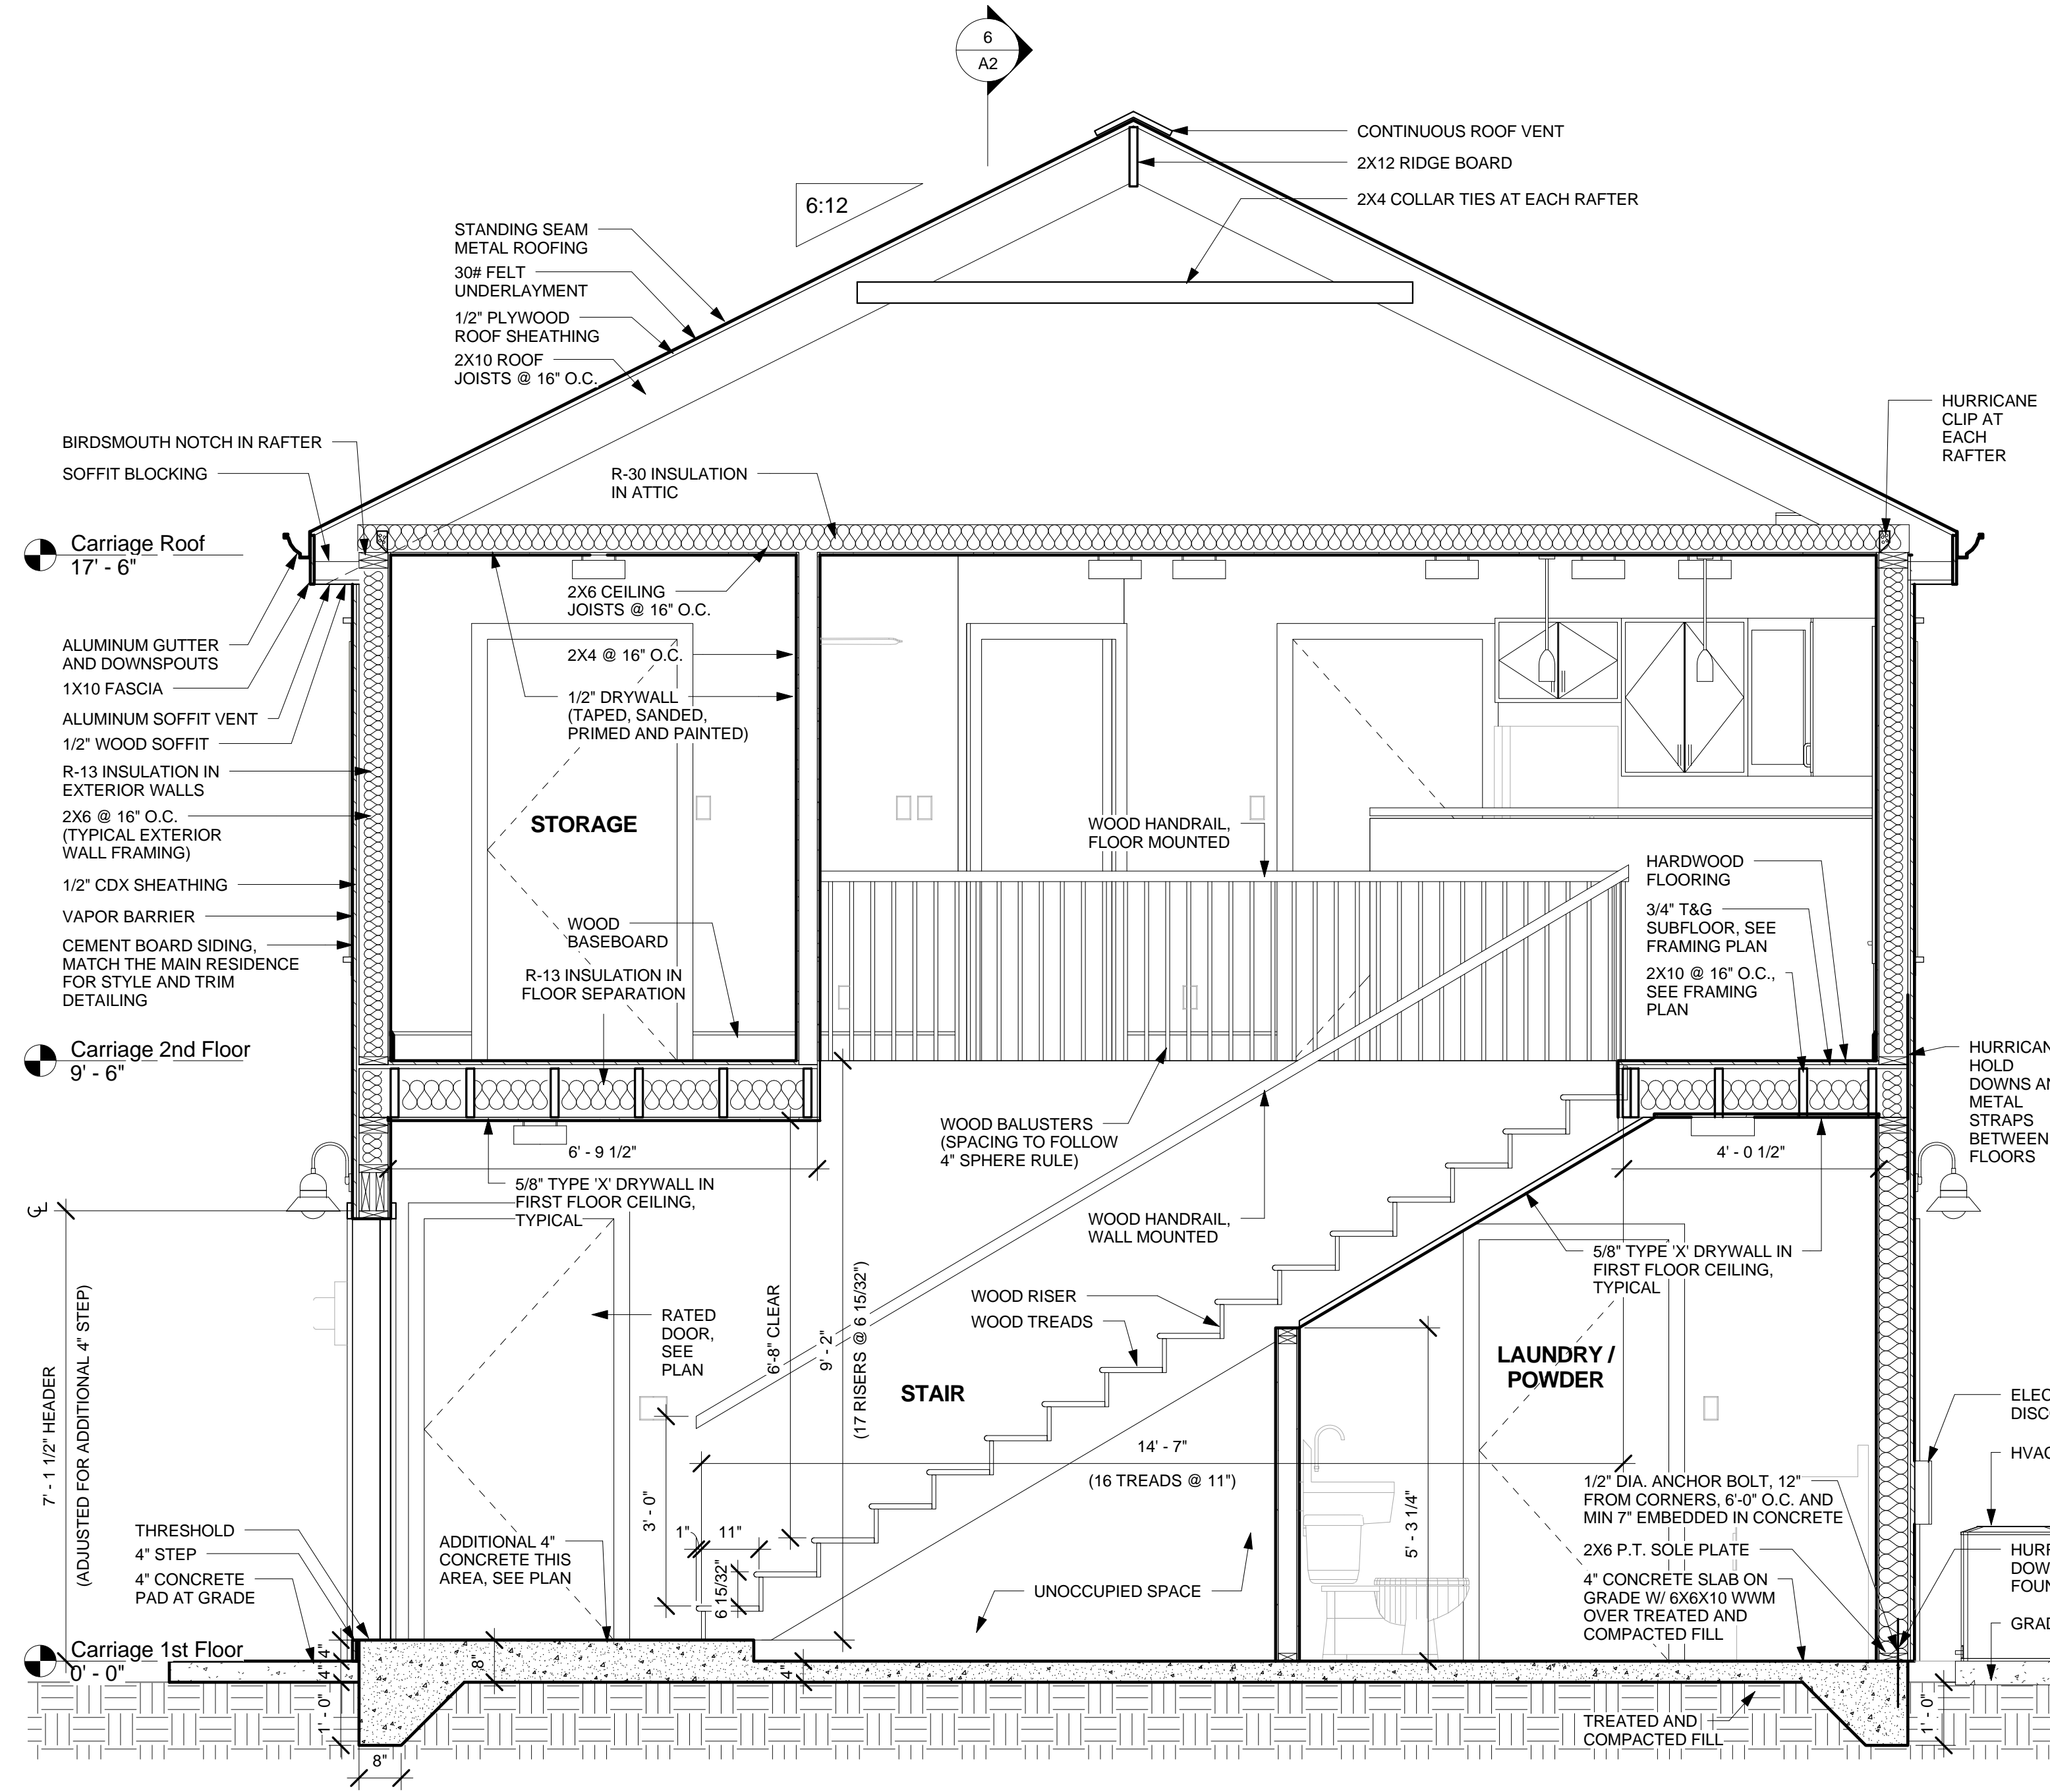 6
A2
CONTINUOUS ROOF VENT
2X12 RIDGE BOARD
2X4 COLLAR TIES AT EACH RAFTER
6:12
STANDING SEAM
METAL ROOFING
30# FELT
UNDERLAYMENT
1/2" PLYWOOD
ROOF SHEATHING
2X10 ROOF
JOISTS @ 16" O.C.
HURRICANE
CLIP AT
EACH
RAFTER
BIRDSMOUTH NOTCH IN RAFTER
SOFFIT BLOCKING
R-30 INSULATION
IN ATTIC
Carriage Roof
17' - 6"
2X6 CEILING
JOISTS @ 16" O.C.
ALUMINUM GUTTER
AND DOWNSPOUTS
1X10 FASCIA
ALUMINUM SOFFIT VENT
1/2" WOOD SOFFIT
R-13 INSULATION IN
EXTERIOR WALLS
2X6 @ 16" O.C.
(TYPICAL EXTERIOR
WALL FRAMING)
1/2" CDX SHEATHING
VAPOR BARRIER
CEMENT BOARD SIDING,
MATCH THE MAIN RESIDENCE
FOR STYLE AND TRIM
DETAILING
2X4 @ 16" O.C.
1/2" DRYWALL
(TAPED, SANDED,
PRIMED AND PAINTED)
STORAGE
WOOD
BASEBOARD
R-13 INSULATION IN
FLOOR SEPARATION
WOOD HANDRAIL,
FLOOR MOUNTED
HARDWOOD
FLOORING
3/4" T&G
SUBFLOOR, SEE
FRAMING PLAN
2X10 @ 16" O.C.,
SEE FRAMING
PLAN
Carriage 2nd Floor
9' - 6"
HURRICAN
HOLD
DOWNS AN
METAL
STRAPS
BETWEEN
FLOORS
WOOD BALUSTERS
(SPACING TO FOLLOW
4" SPHERE RULE)
6' - 9 1/2"
4' - 0 1/2"
5/8" TYPE 'X' DRYWALL IN
FIRST FLOOR CEILING,
TYPICAL
WOOD HANDRAIL,
WALL MOUNTED
5/8" TYPE 'X' DRYWALL IN
FIRST FLOOR CEILING,
TYPICAL
CL
7' - 1 1/2" HEADER
(ADJUSTED FOR ADDITIONAL 4" STEP)
RATED
DOOR,
SEE
PLAN
6'-8" CLEAR
9' - 2"
(17 RISERS @ 6 15/32")
WOOD RISER
WOOD TREADS
STAIR
LAUNDRY /
POWDER
14' - 7"
(16 TREADS @ 11")
3' - 0"
1"
11"
6 15/32"
5' - 3 1/4"
ELEC
DISC
HVAC
1/2" DIA. ANCHOR BOLT, 12"
FROM CORNERS, 6'-0" O.C. AND
MIN 7" EMBEDDED IN CONCRETE
2X6 P.T. SOLE PLATE
4" CONCRETE SLAB ON
GRADE W/ 6X6X10 WWM
OVER TREATED AND
COMPACTED FILL
HURR
DOW
FOUN
GRAD
THRESHOLD
4" STEP
4" CONCRETE
PAD AT GRADE
ADDITIONAL 4"
CONCRETE THIS
AREA, SEE PLAN
UNOCCUPIED SPACE
Carriage 1st Floor
0' - 0"
4"
4"
1' - 0"
8"
8"
4"
TREATED AND
COMPACTED FILL
1' - 0"